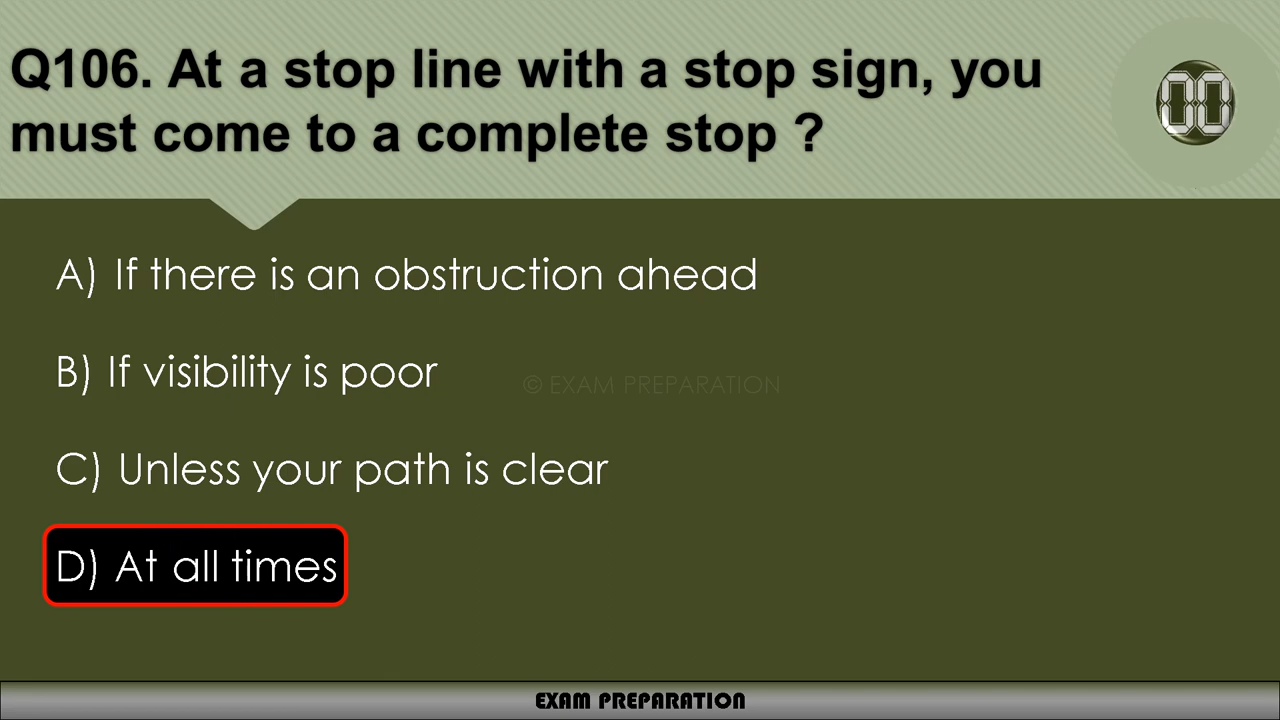 Q106. At a stop line with a stop sign, you
must come to a complete stop ?
00
A) If there is an obstruction ahead
B) If visibility is poor
© EXAM PREPARATION
C) Unless your path is clear
D) At all times
EXAM PREPARATION